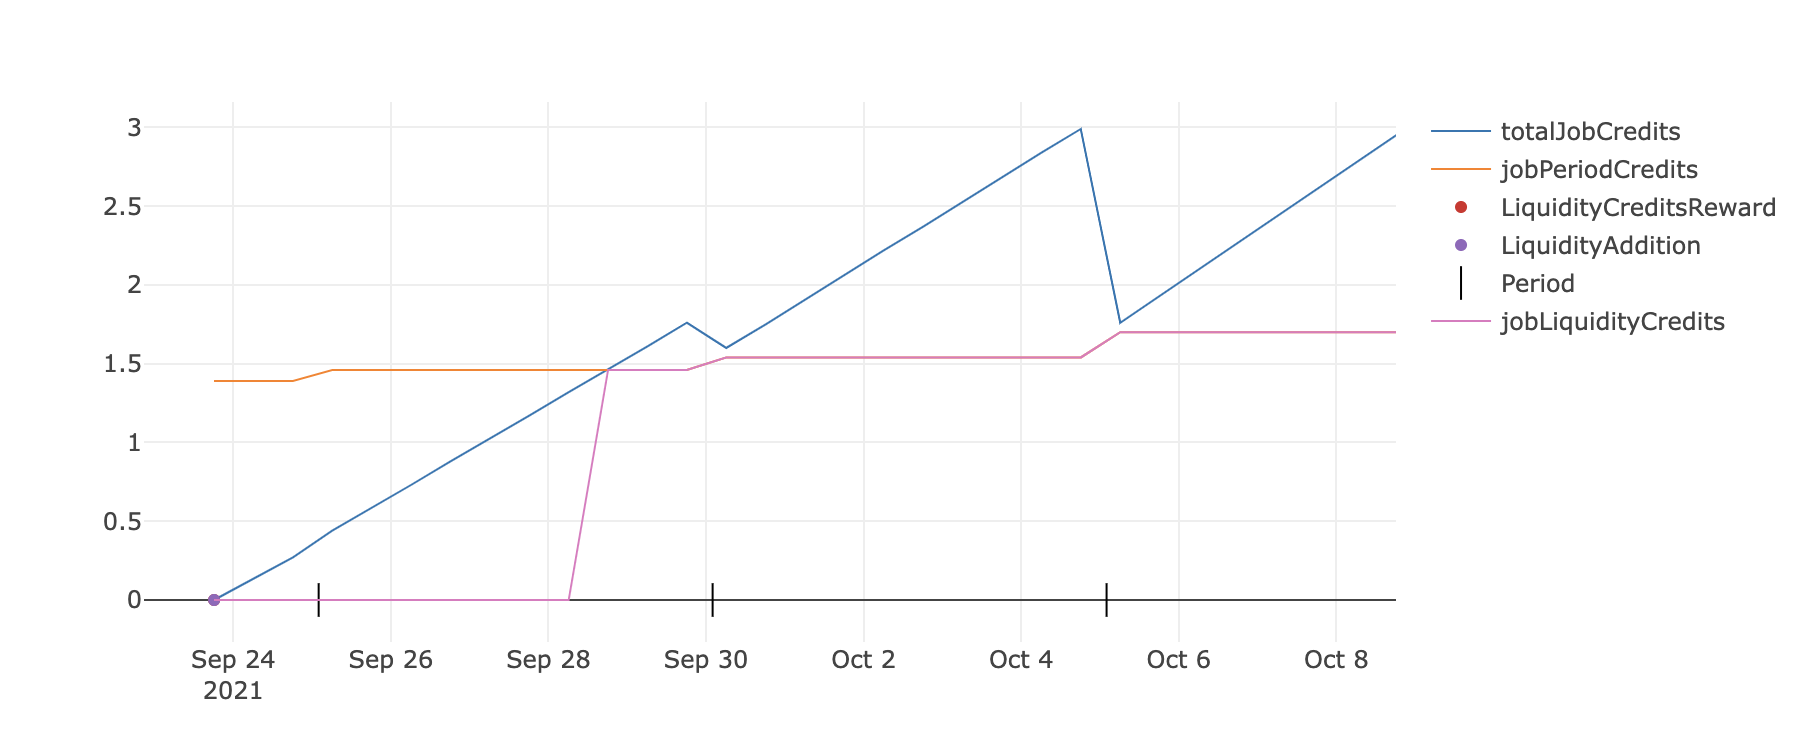 3
2.5
2
1.5
1
0.5
0
Sep 24
2021
Sep 26
Sep 28
Sep 30
Oct 2
Oct 4
Oct 6
Oct 8
totalJobCredits
jobPeriodCredits
LiquidityCreditsReward
LiquidityAddition
Period
jobLiquidityCredits